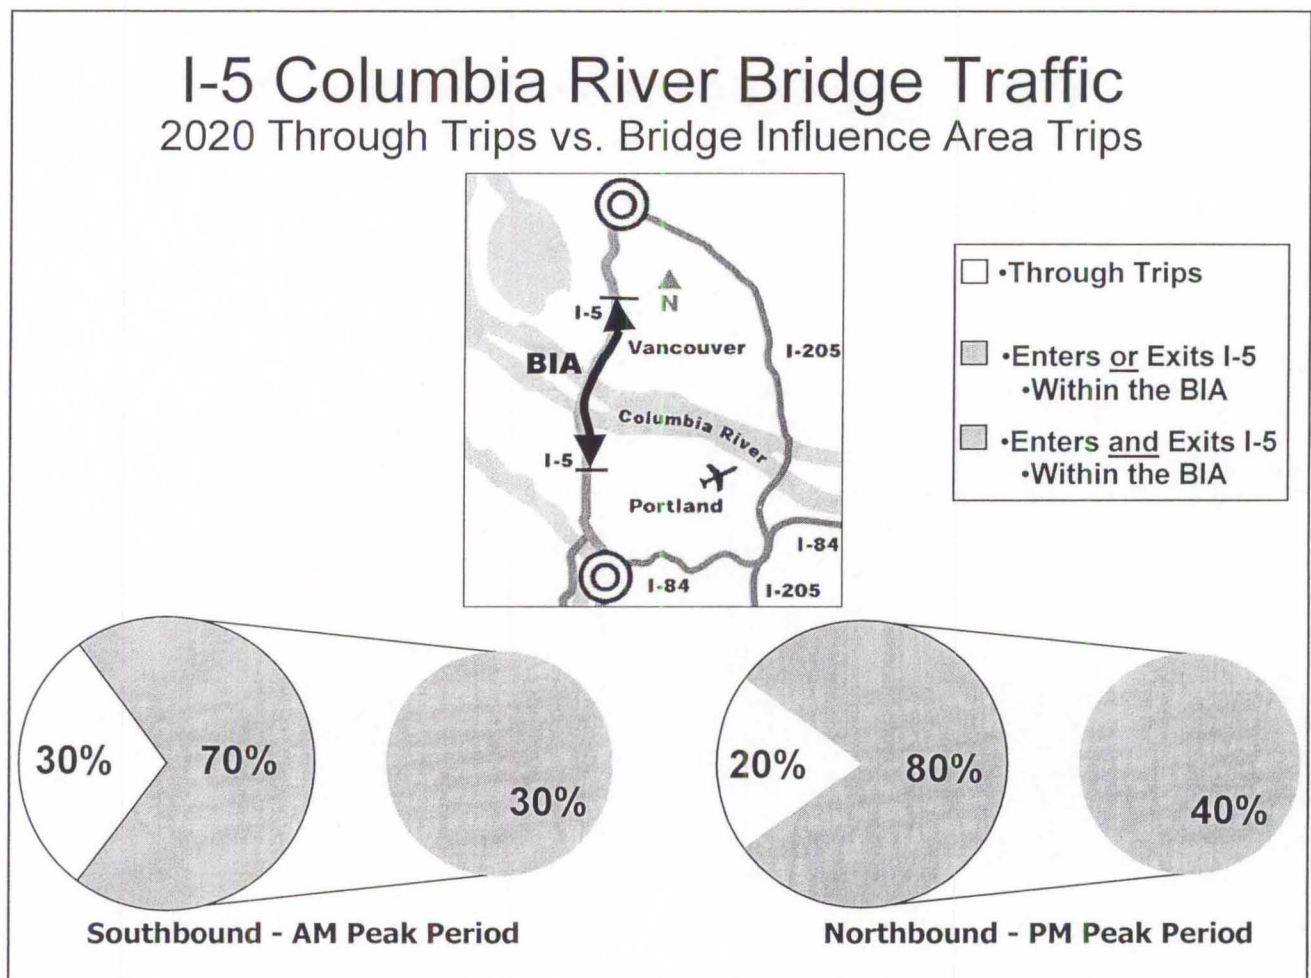 I-5 Columbia River Bridge Traffic
2020 Through Trips vs. Bridge Influence Area Trips
N
I-5
BIA
Vancouver
I-205
Columbia River
I-5
Portland
I-84
I-84
I-205
•Through Trips
•Enters or Exits I-5
•Within the BIA
•Enters and Exits I-5
•Within the BIA
30%
70%
30%
Southbound - AM Peak Period
20%
80%
40%
Northbound - PM Peak Period